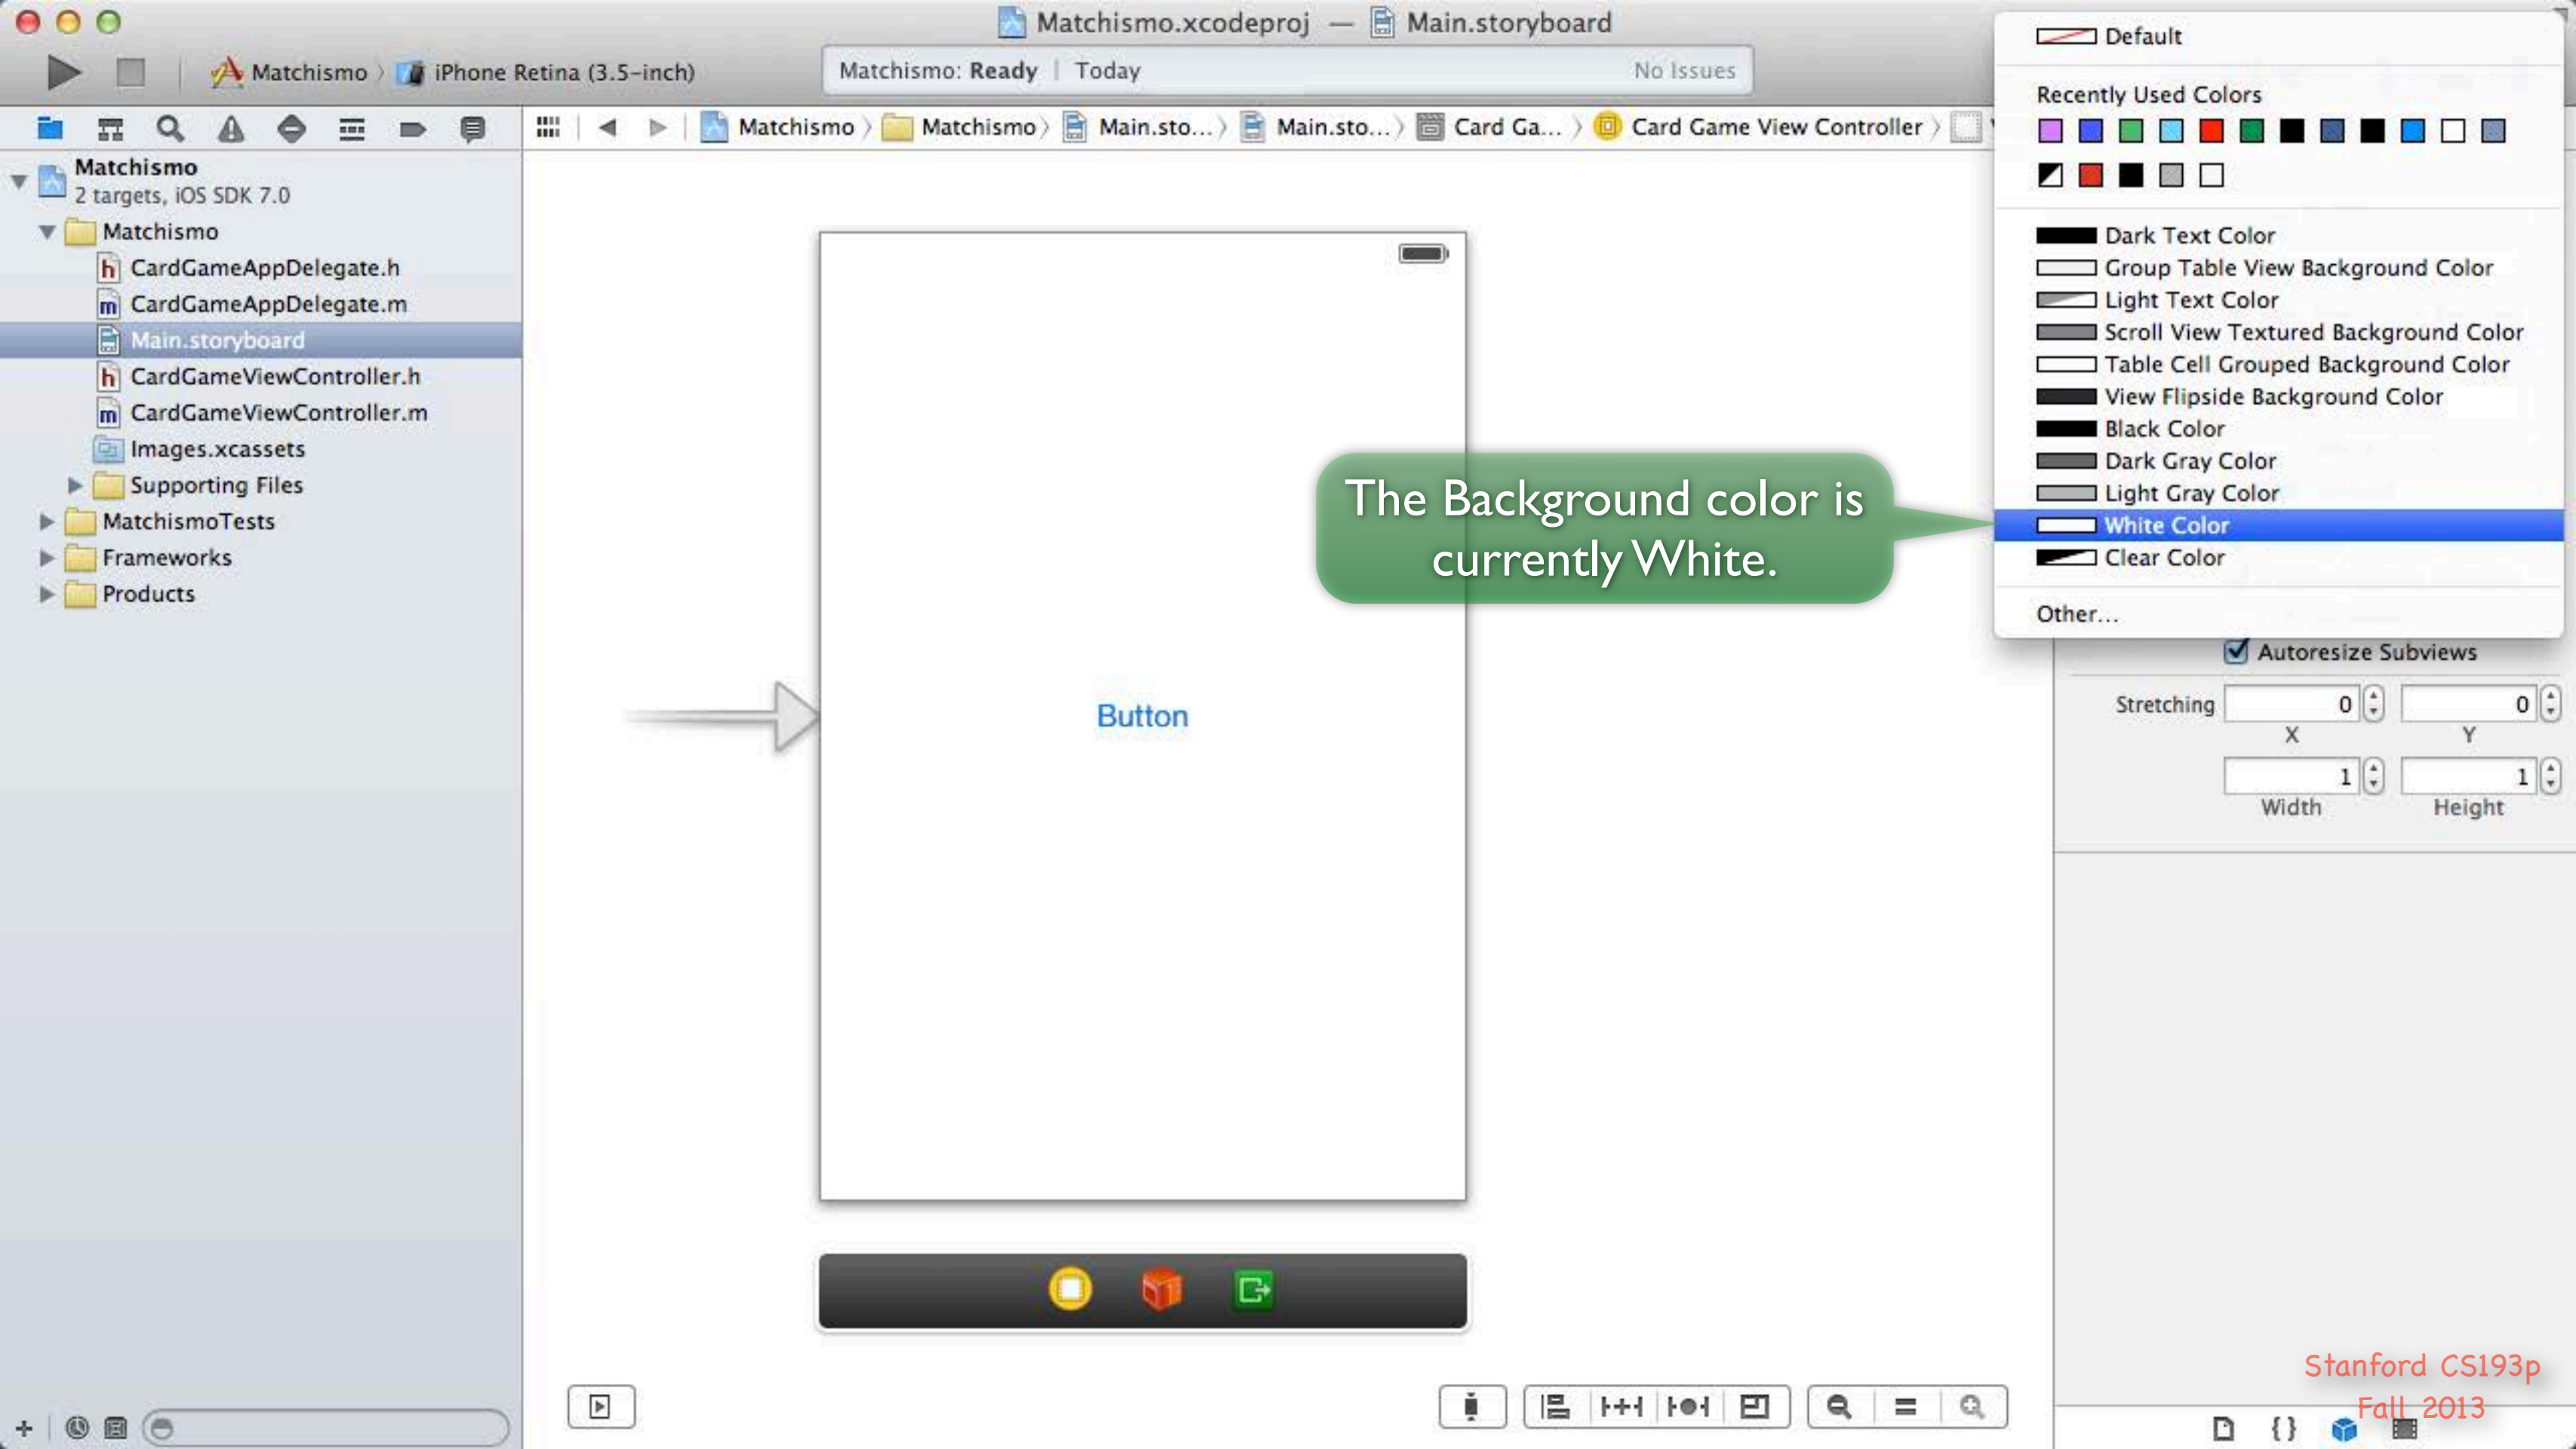 Matchismo.xcodeproj — Main.storyboard
Matchismo 〉 iPhone Retina (3.5-inch)
Matchismo: Ready | Today
No Issues
Matchismo 〉 Matchismo 〉 Main.sto... 〉 Main.sto... 〉 Card Ga... 〉 Card Game View Controller 〉
Matchismo
2 targets, iOS SDK 7.0
Matchismo
CardGameAppDelegate.h
CardGameAppDelegate.m
Main.storyboard
CardGameViewController.h
CardGameViewController.m
Images.xcassets
Supporting Files
MatchismoTests
Frameworks
Products
Button
The Background color is
currently White.
Default
Recently Used Colors
Dark Text Color
Group Table View Background Color
Light Text Color
Scroll View Textured Background Color
Table Cell Grouped Background Color
View Flipside Background Color
Black Color
Dark Gray Color
Light Gray Color
White Color
Clear Color
Other...
Autoresize Subviews
Stretching 0 0
X Y
1 1
Width Height
Stanford CS193p
Fall 2013